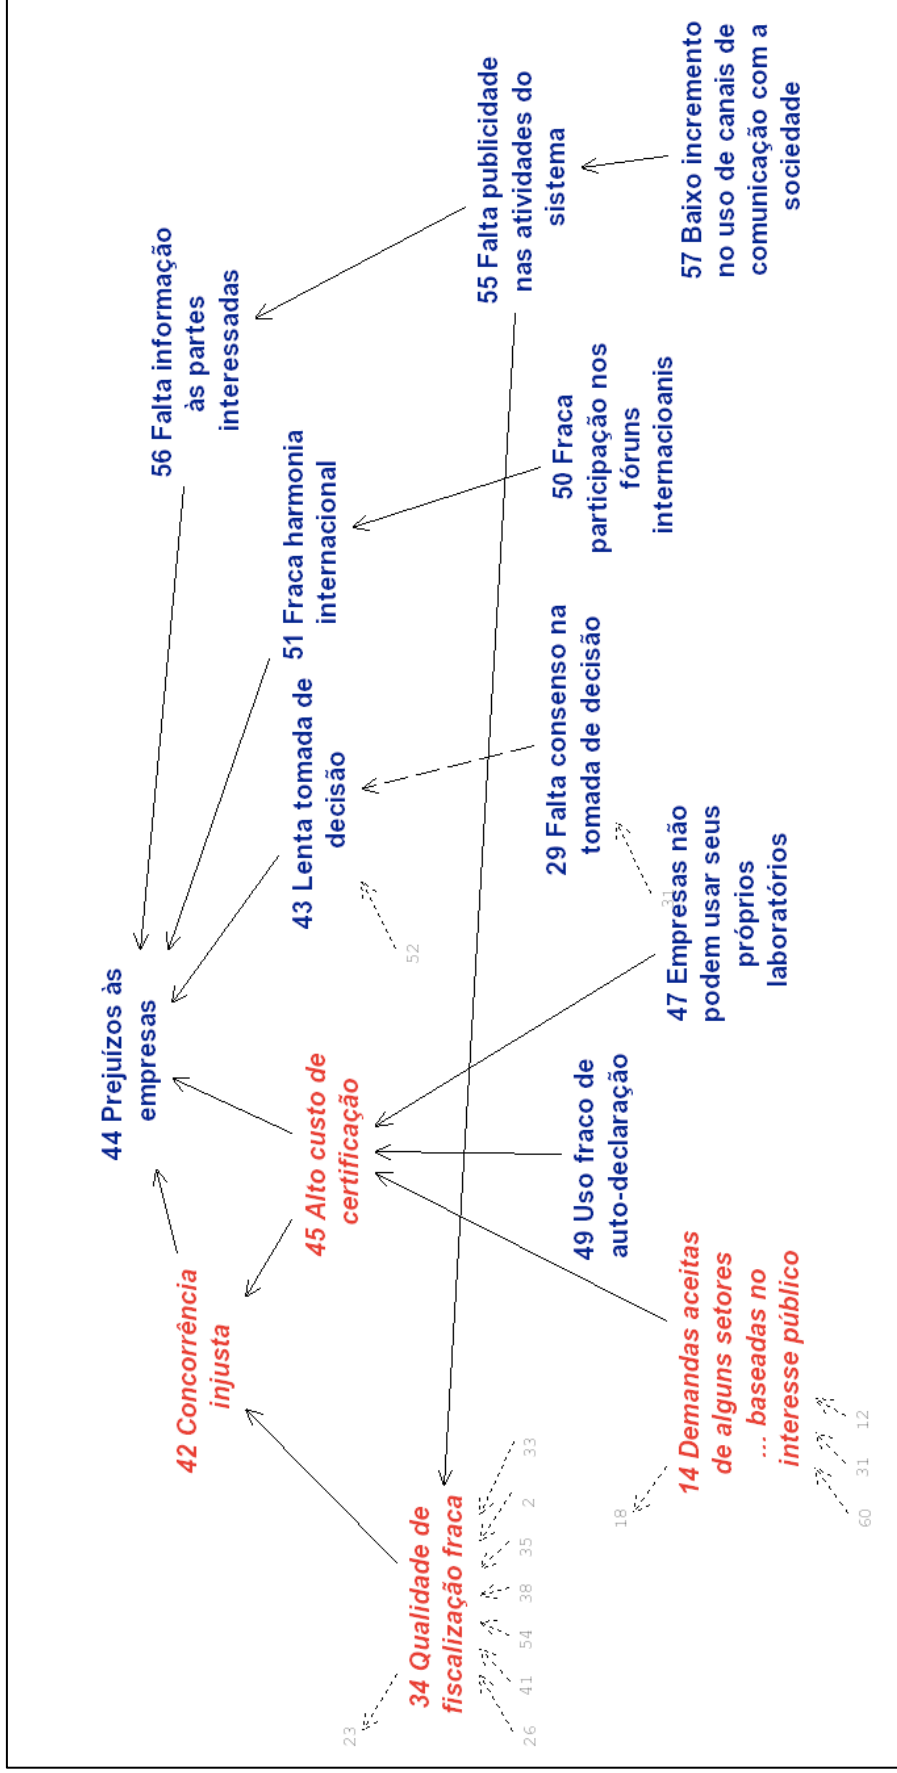 44 Prejuízos às
empresas
56 Falta informação
às partes
interessadas
42 Concorrência
injusta
45 Alto custo de
certificação
43 Lenta tomada de
decisão
51 Fraca harmonia
internacional
55 Falta publicidade
nas atividades do
sistema
34 Qualidade de
fiscalização fraca
23
26
41
54
38
35
2
33
52
49 Uso fraco de
auto-declaração
29 Falta consenso na
tomada de decisão
31
50 Fraca
participação nos
fóruns
internacioanis
14 Demandas aceitas
de alguns setores
... baseadas no
interesse público
18
60
31
12
47 Empresas não
podem usar seus
próprios
laboratórios
57 Baixo incremento
no uso de canais de
comunicação com a
sociedade